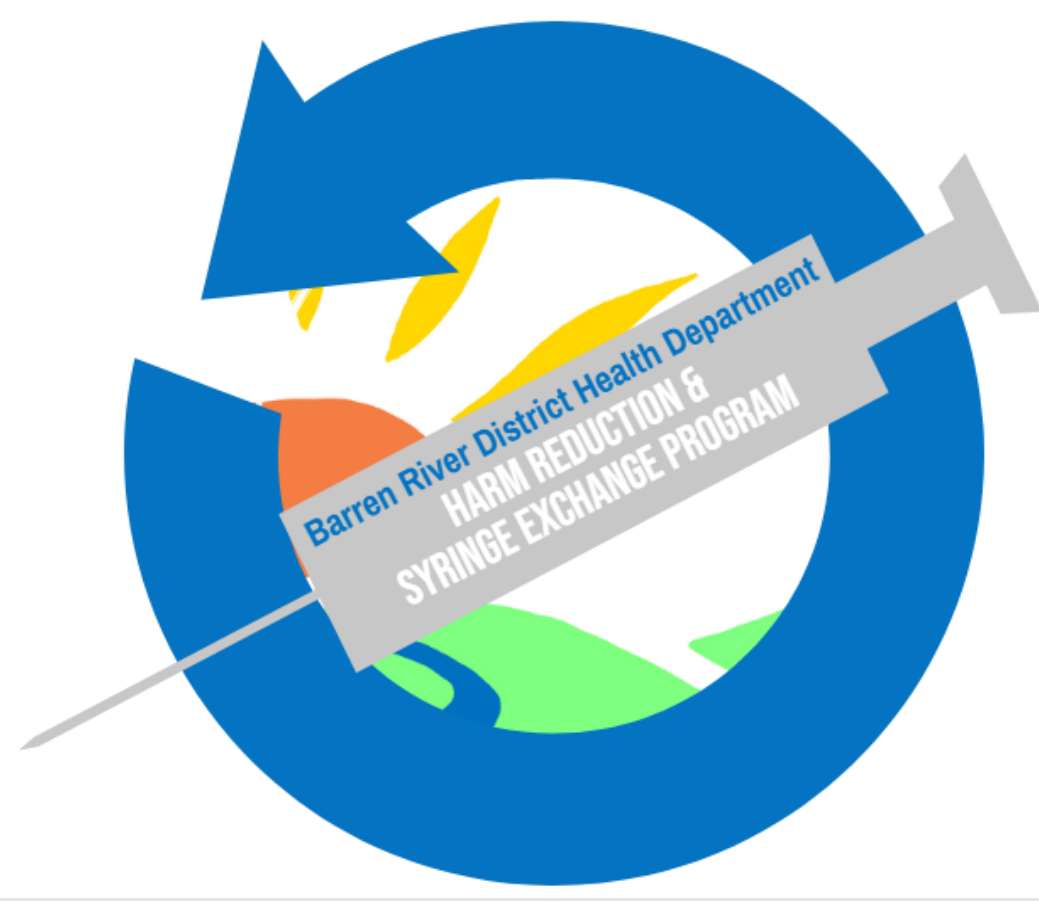 Barren River District Health Department
HARM REDUCTION &
SYRINGE EXCHANGE PROGRAM